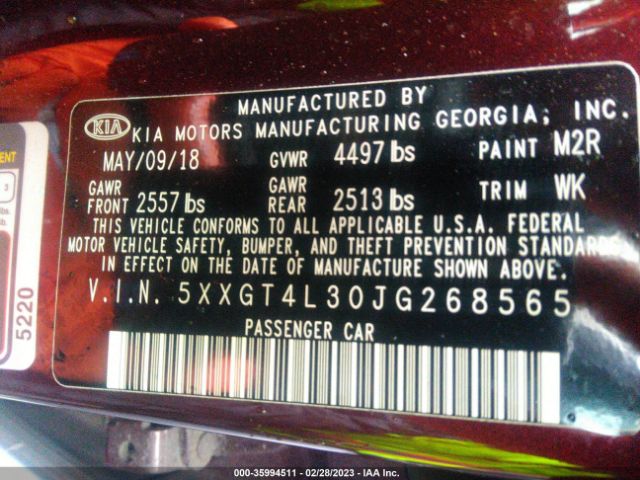 MANUFACTURED BY
KIA KIA MOTORS MANUFACTURING GEORGIA, INC.
MAY/09/18 GVWR 4497 lbs PAINT M2R
GAWR FRONT 2557 lbs GAWR REAR 2513 lbs TRIM WK
THIS VEHICLE CONFORMS TO ALL APPLICABLE U.S.A. FEDERAL
MOTOR VEHICLE SAFETY, BUMPER, AND THEFT PREVENTION STANDARDS
IN EFFECT ON THE DATE OF MANUFACTURE SHOWN ABOVE.
V.I.N. 5XXGT4L30JG268565
PASSENGER CAR
5220
3
lbs.
000-35994511 - 02/28/2023 - IAA Inc.